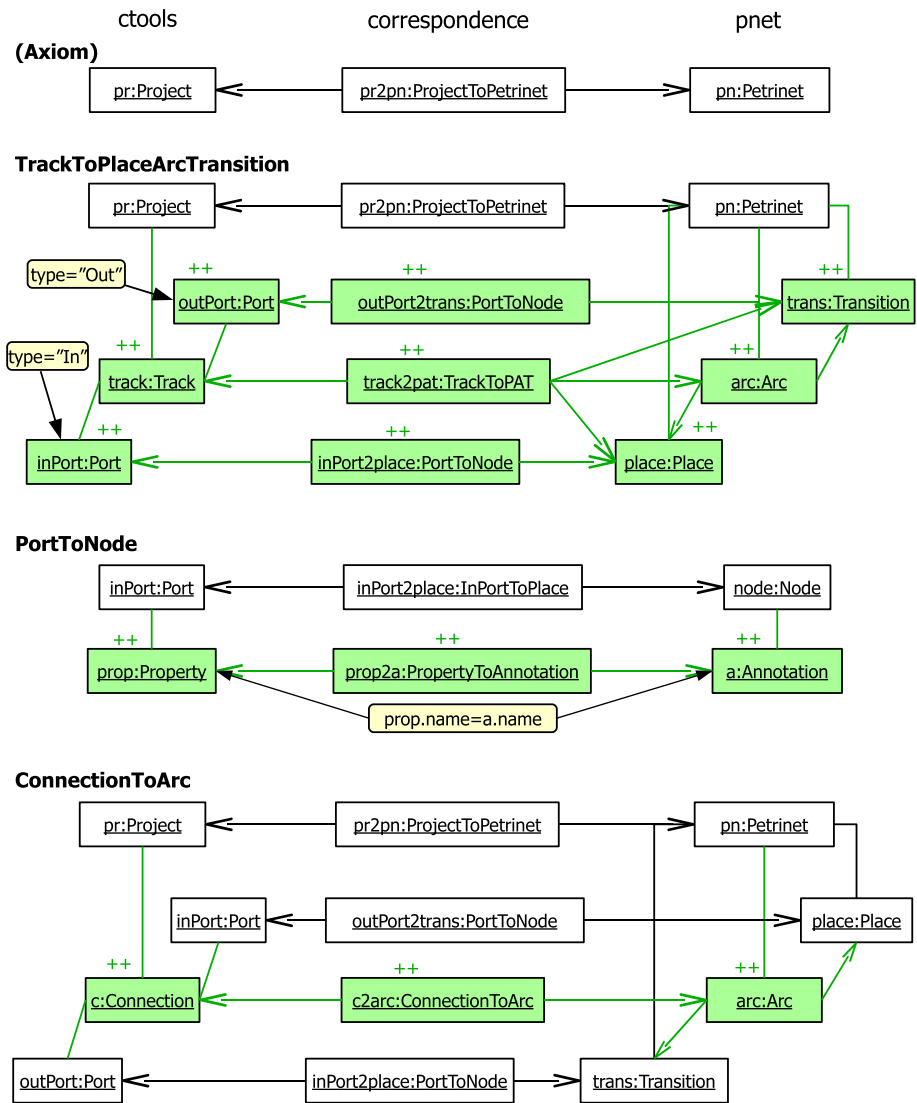 ctools correspondence pnet
(Axiom)
pr:Project pr2pn:ProjectToPetrinet pn:Petrinet
TrackToPlaceArcTransition
pr:Project pr2pn:ProjectToPetrinet pn:Petrinet
++ ++ ++
type="Out"
outPort:Port outPort2trans:PortToNode trans:Transition
++ ++ ++
type="In"
track:Track track2pat:TrackToPAT arc:Arc
++ ++ ++
inPort:Port inPort2place:PortToNode place:Place
PortToNode
inPort:Port inPort2place:InPortToPlace node:Node
++ ++ ++
prop:Property prop2a:PropertyToAnnotation a:Annotation
prop.name=a.name
ConnectionToArc
pr:Project pr2pn:ProjectToPetrinet pn:Petrinet
inPort:Port outPort2trans:PortToNode place:Place
++ ++ ++
c:Connection c2arc:ConnectionToArc arc:Arc
outPort:Port inPort2place:PortToNode trans:Transition